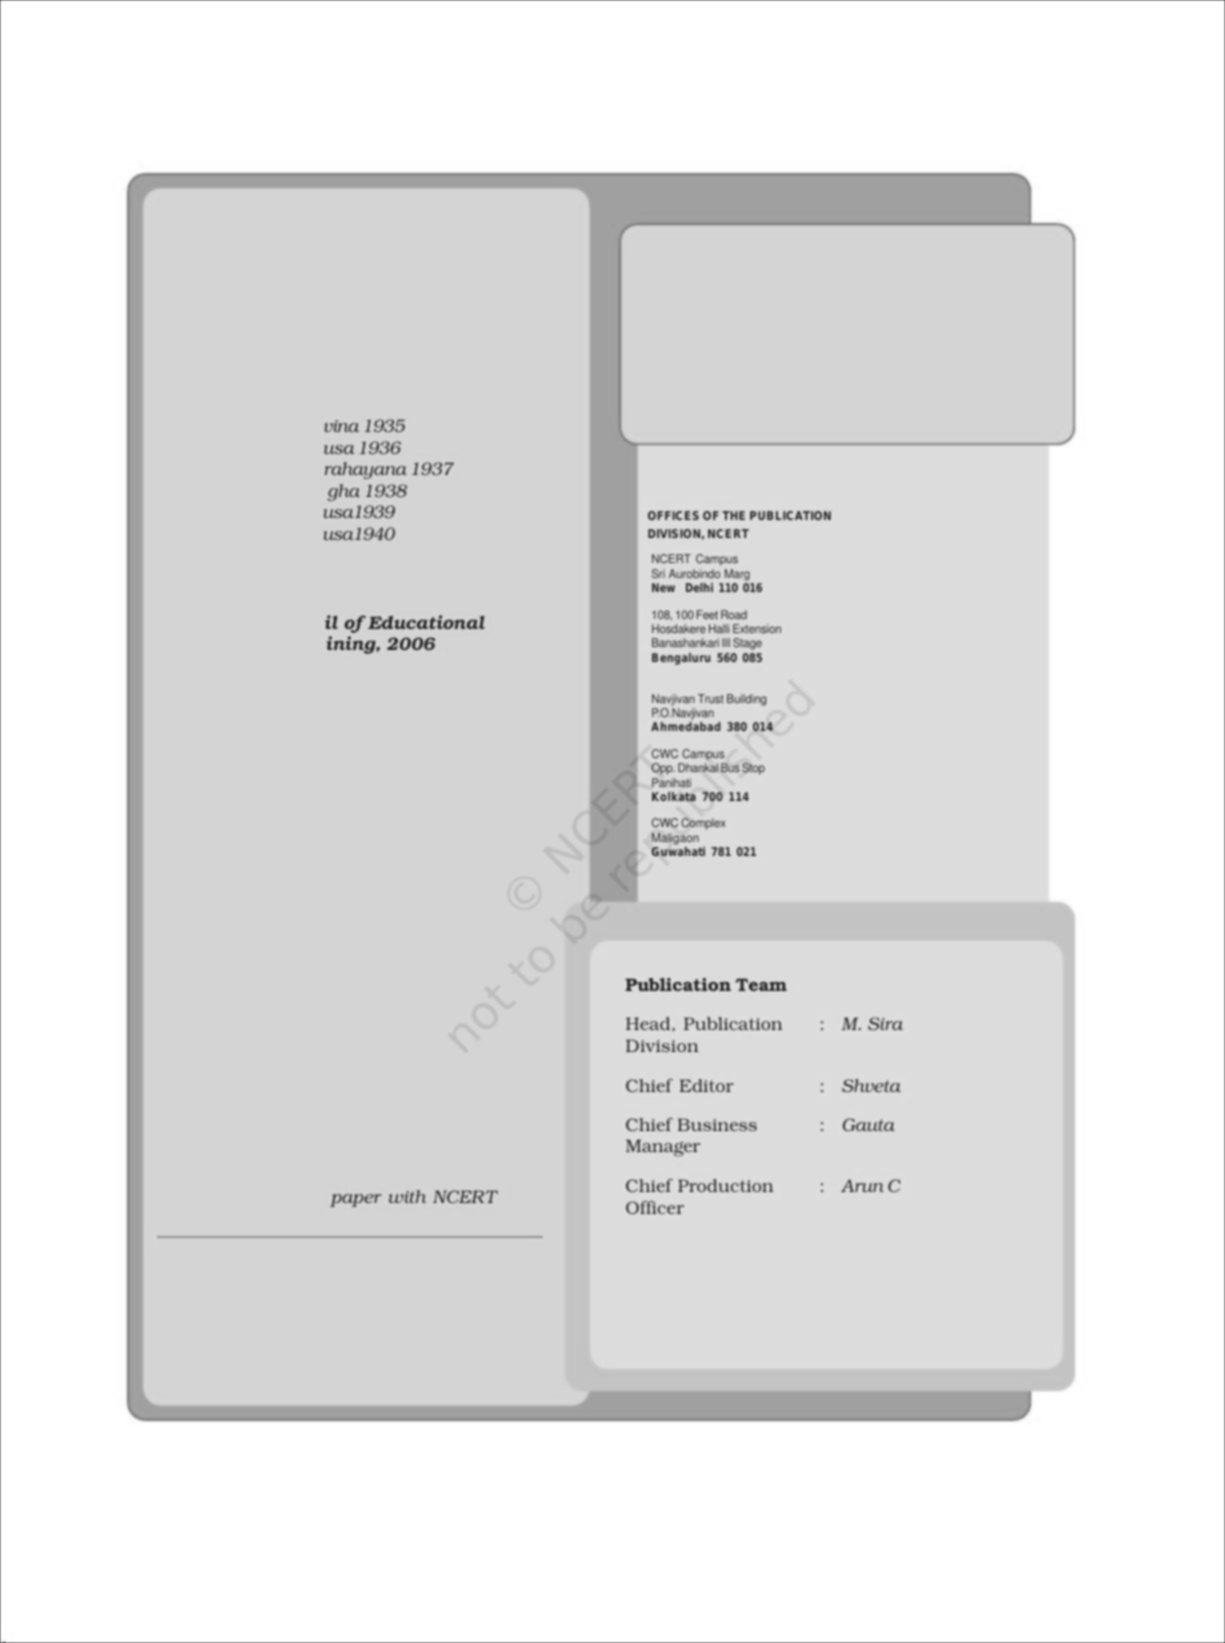 vina 1935
usa 1936
rahayana 1937
gha 1938
usa1939
usa1940
il of Educational
ining, 2006
paper with NCERT
OFFICES OF THE PUBLICATION
DIVISION, NCERT
NCERT Campus
Sri Aurobindo Marg
New Delhi 110 016
108, 100 Feet Road
Hosdakere Halli Extension
Banashankari III Stage
Bengaluru 560 085
Navjivan Trust Building
P.O.Navjivan
Ahmedabad 380 014
CWC Campus
Opp. Dhankal Bus Stop
Panihati
Kolkata 700 114
CWC Complex
Maligaon
Guwahati 781 021
© NCERT
not to be republished
Publication Team
Head, Publication : M. Sira
Division
Chief Editor : Shveta
Chief Business : Gauta
Manager
Chief Production : Arun C
Officer